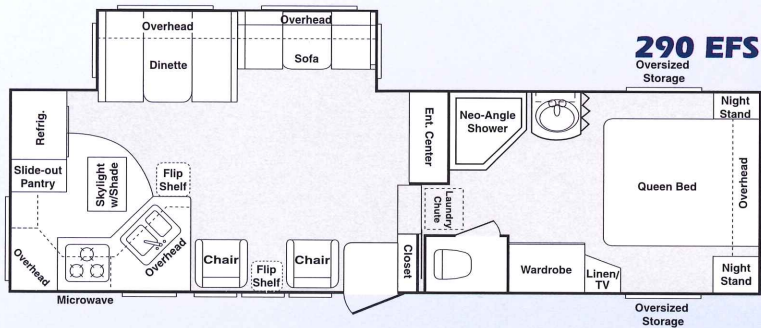 290 EFS
Overhead
Dinette
Overhead
Sofa
Oversized
Storage
Refrig.
Slide-out
Pantry
Skylight
w/Shade
Flip
Shelf
Overhead
Overhead
Microwave
Chair
Flip
Shelf
Chair
Ent. Center
Closet
Laundry
Chute
Neo-Angle
Shower
Wardrobe
Linen/
TV
Night
Stand
Queen Bed
Overhead
Night
Stand
Oversized
Storage